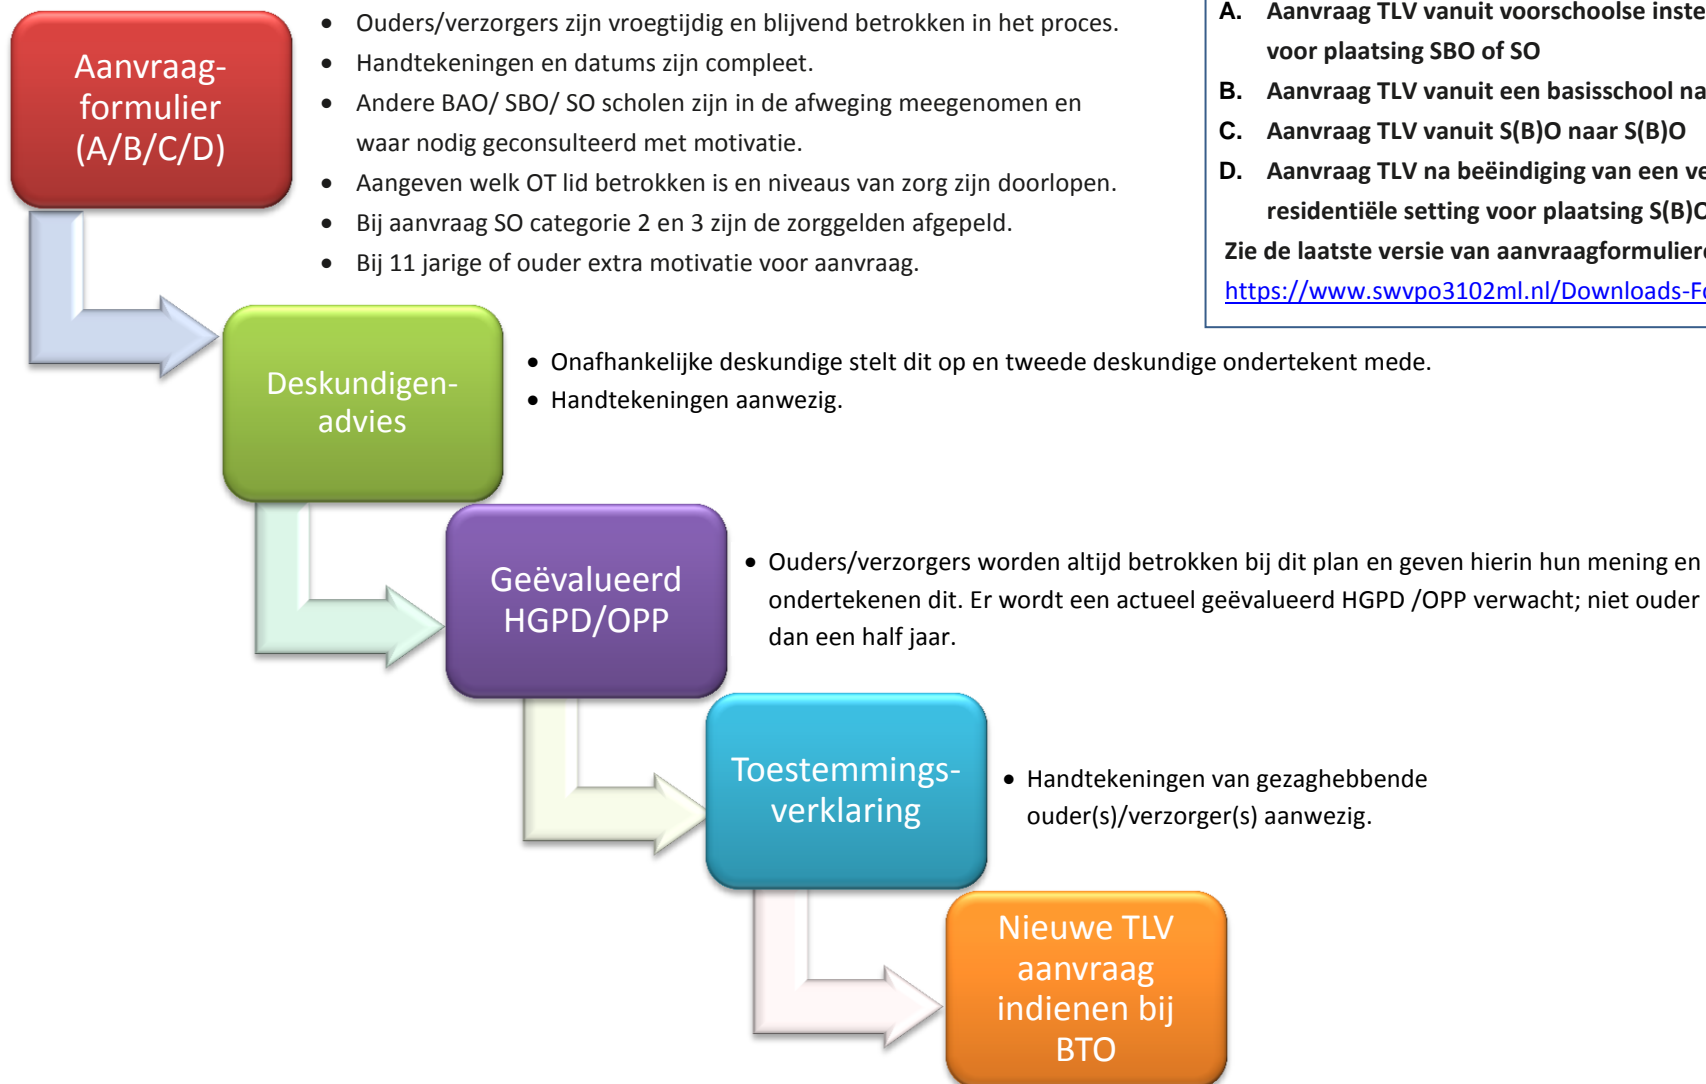 Aanvraag-
formulier
(A/B/C/D)
• Ouders/verzorgers zijn vroegtijdig en blijvend betrokken in het proces.
• Handtekeningen en datums zijn compleet.
• Andere BAO/ SBO/ SO scholen zijn in de afweging meegenomen en
waar nodig geconsulteerd met motivatie.
• Aangeven welk OT lid betrokken is en niveaus van zorg zijn doorlopen.
• Bij aanvraag SO categorie 2 en 3 zijn de zorggelden afgepeld.
• Bij 11 jarige of ouder extra motivatie voor aanvraag.
A. Aanvraag TLV vanuit voorschoolse inste
voor plaatsing SBO of SO
B. Aanvraag TLV vanuit een basisschool na
C. Aanvraag TLV vanuit S(B)O naar S(B)O
D. Aanvraag TLV na beëindiging van een ve
residentiële setting voor plaatsing S(B)O
Zie de laatste versie van aanvraagformuliere
https://www.swvpo3102ml.nl/Downloads-Fo
Deskundigen-
advies
• Onafhankelijke deskundige stelt dit op en tweede deskundige ondertekent mede.
• Handtekeningen aanwezig.
Geëvalueerd
HGPD/OPP
• Ouders/verzorgers worden altijd betrokken bij dit plan en geven hierin hun mening en
ondertekenen dit. Er wordt een actueel geëvalueerd HGPD /OPP verwacht; niet ouder
dan een half jaar.
Toestemmings-
verklaring
• Handtekeningen van gezaghebbende
ouder(s)/verzorger(s) aanwezig.
Nieuwe TLV
aanvraag
indienen bij
BTO